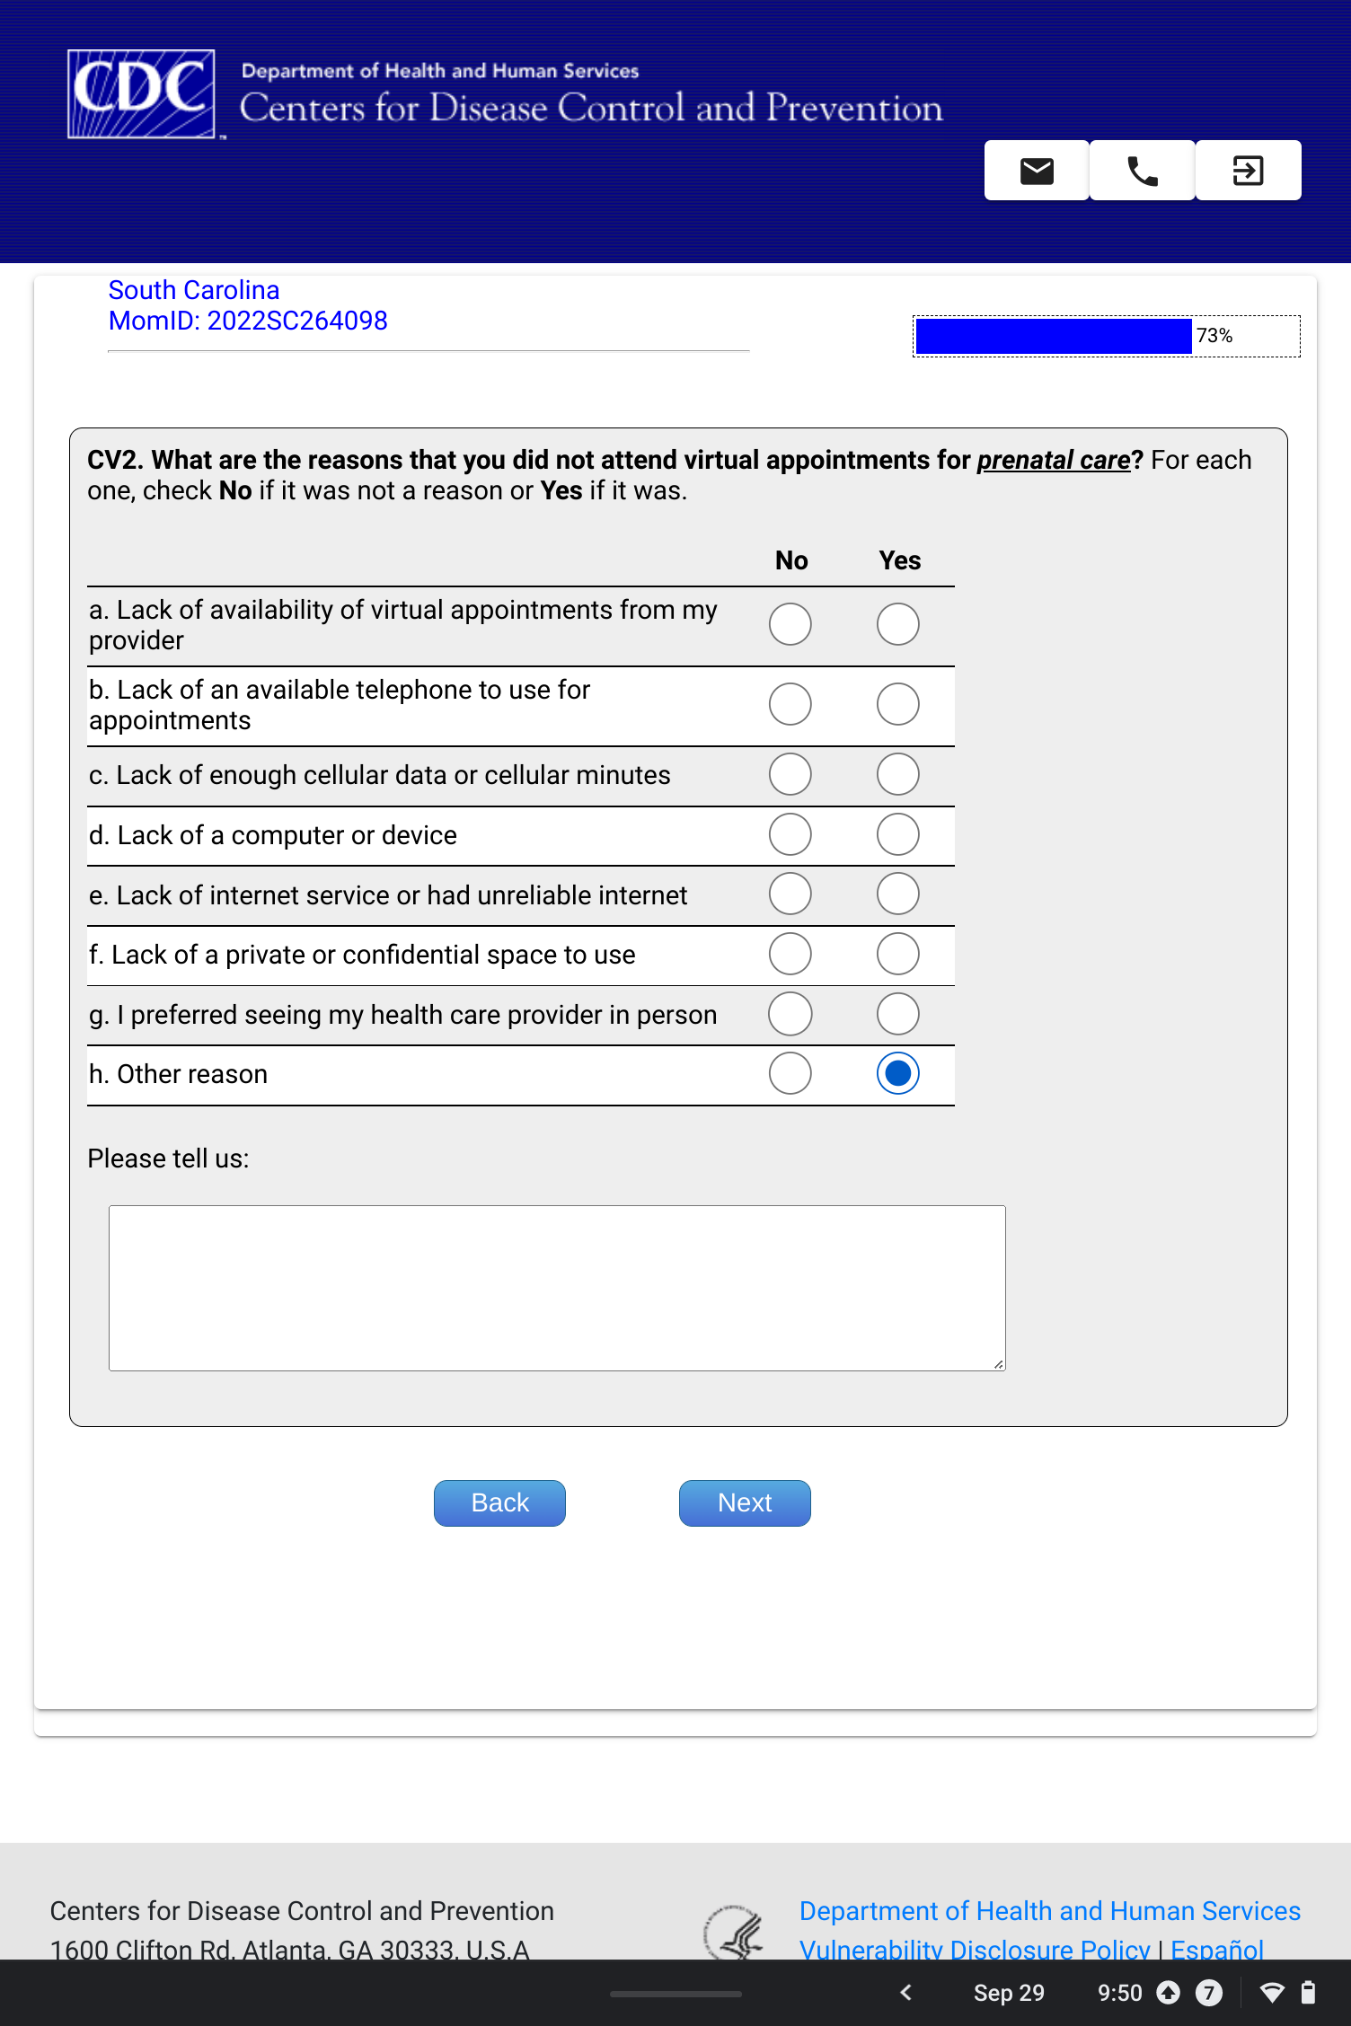 CDC
Department of Health and Human Services
Centers for Disease Control and Prevention
South Carolina
MomID: 2022SC264098
73%
CV2. What are the reasons that you did not attend virtual appointments for prenatal care? For each
one, check No if it was not a reason or Yes if it was.
No Yes
a. Lack of availability of virtual appointments from my
provider
b. Lack of an available telephone to use for
appointments
c. Lack of enough cellular data or cellular minutes
d. Lack of a computer or device
e. Lack of internet service or had unreliable internet
f. Lack of a private or confidential space to use
g. I preferred seeing my health care provider in person
h. Other reason
Please tell us:
Back Next
Centers for Disease Control and Prevention
1600 Clifton Rd. Atlanta, GA 30333, U.S.A
Department of Health and Human Services
Vulnerability Disclosure Policy | Español
Sep 29 9:50 7